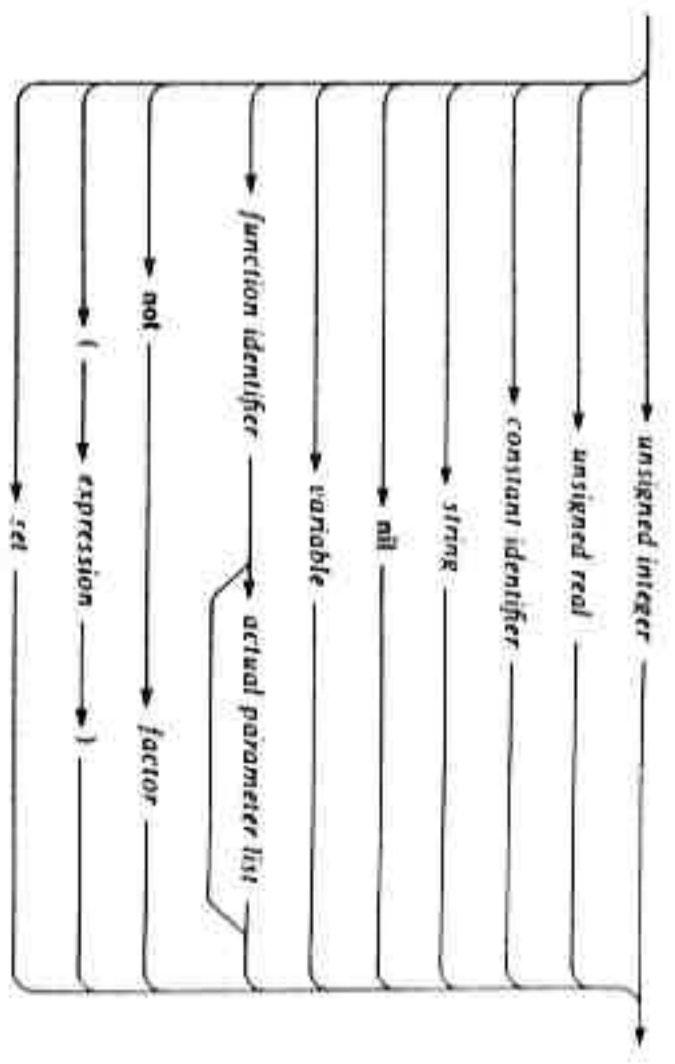 unsigned integer
unsigned real
constant identifier
string
nil
variable
function identifier actual parameter list
not factor
( expression )
set